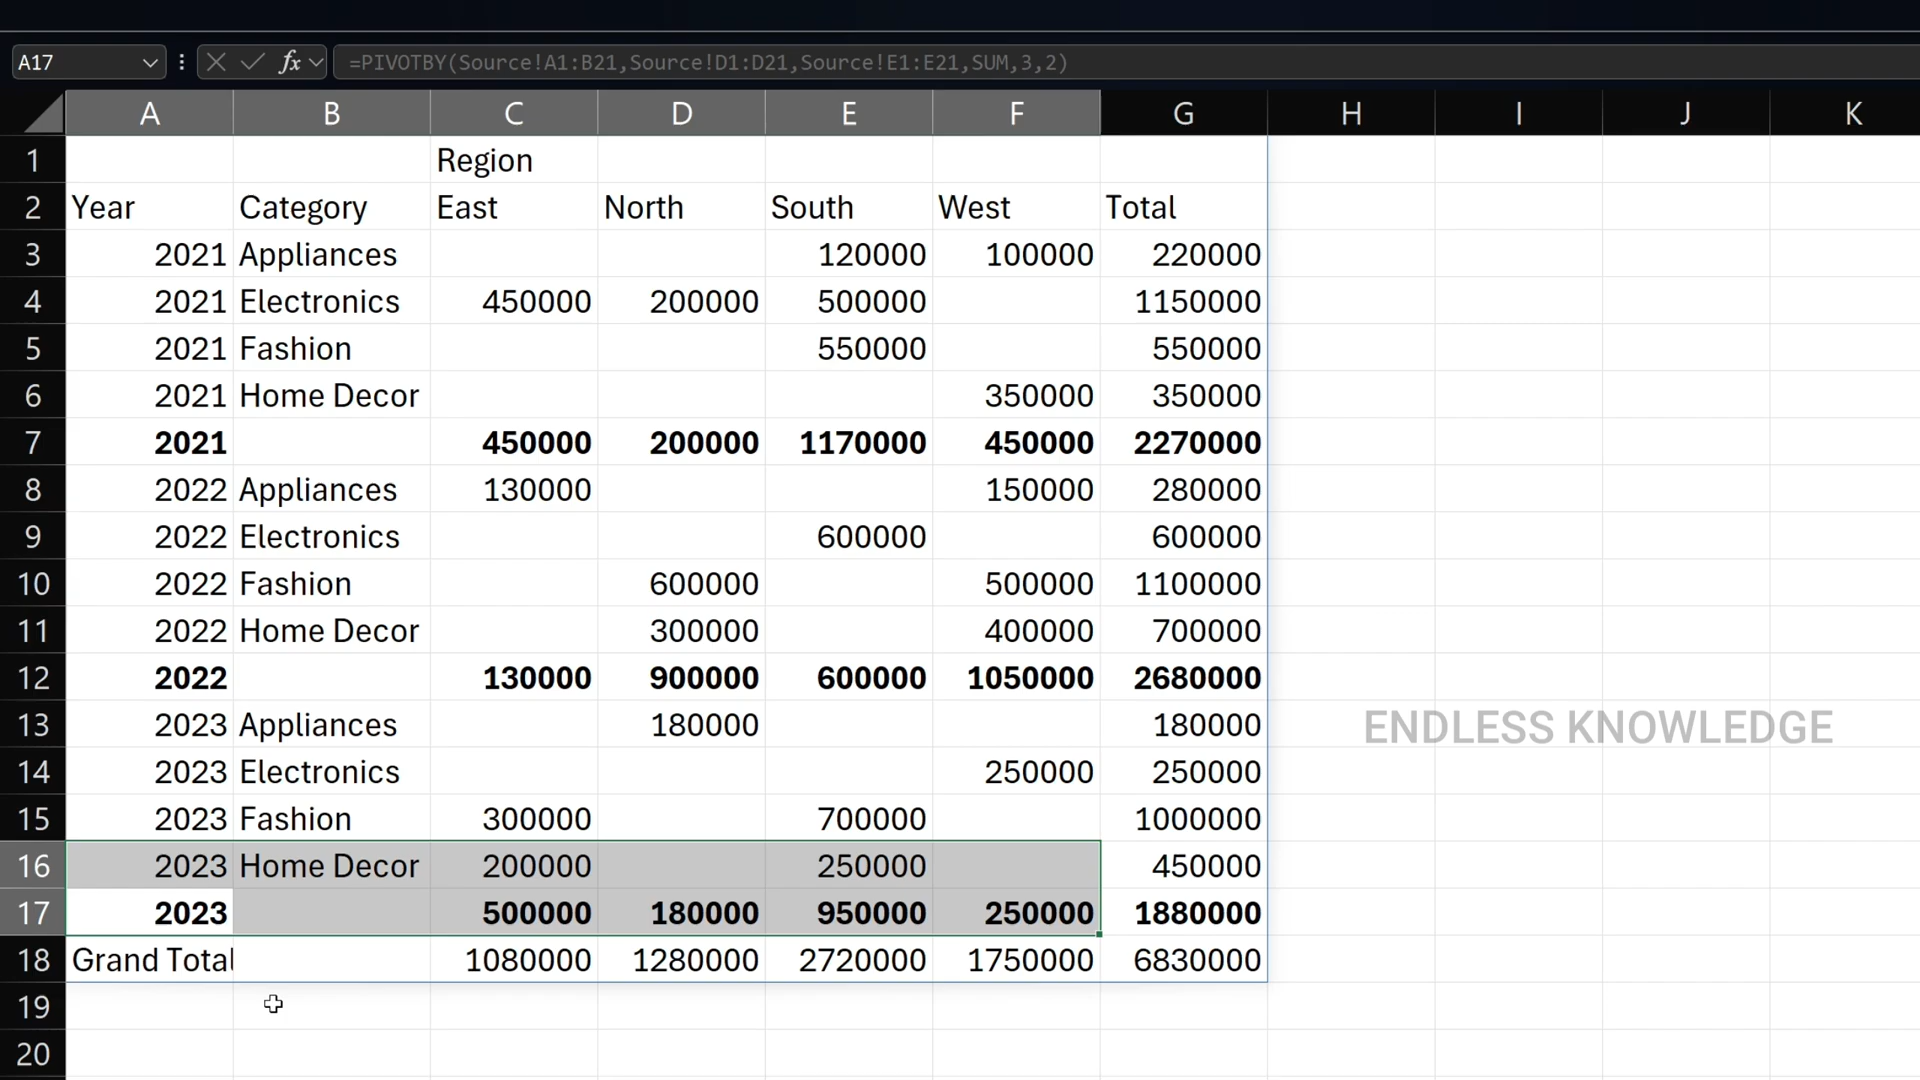 A17 fx =PIVOTBY(Source!A1:B21,Source!D1:D21,Source!E1:E21,SUM,3,2)
A B C D E F G H I J K
1 Region
2 Year Category East North South West Total
3 2021 Appliances 120000 100000 220000
4 2021 Electronics 450000 200000 500000 1150000
5 2021 Fashion 550000 550000
6 2021 Home Decor 350000 350000
7 2021 450000 200000 1170000 450000 2270000
8 2022 Appliances 130000 150000 280000
9 2022 Electronics 600000 600000
10 2022 Fashion 600000 500000 1100000
11 2022 Home Decor 300000 400000 700000
12 2022 130000 900000 600000 1050000 2680000
13 2023 Appliances 180000 180000
ENDLESS KNOWLEDGE
14 2023 Electronics 250000 250000
15 2023 Fashion 300000 700000 1000000
16 2023 Home Decor 200000 250000 450000
17 2023 500000 180000 950000 250000 1880000
18 Grand Total 1080000 1280000 2720000 1750000 6830000
19
20